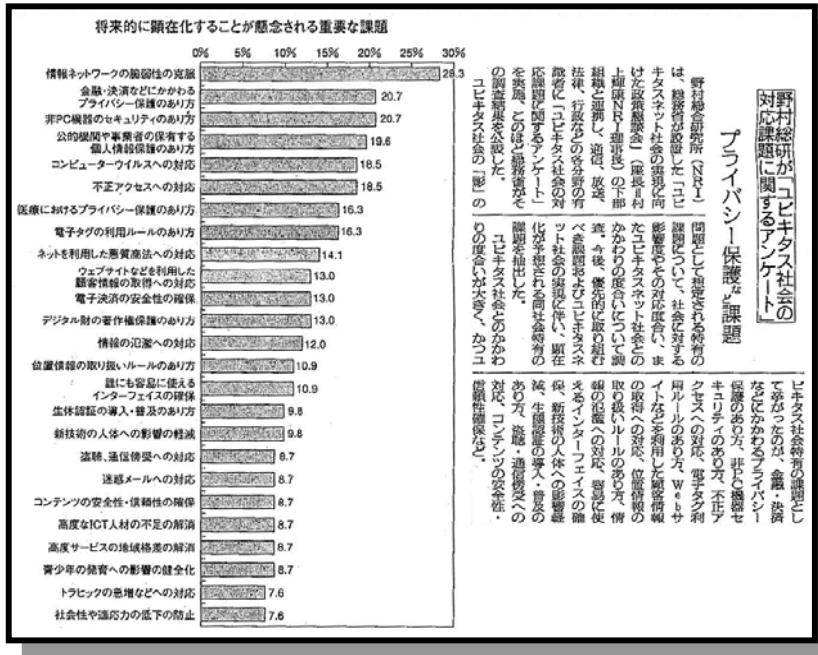 将来的に顕在化することが懸念される重要な課題
0% 5% 10% 15% 20% 25% 30%
情報ネットワークの脆弱性の克服 28.3
金融・決済などにかかわる
プライバシー保護のあり方 20.7
非PC機器のセキュリティのあり方 20.7
公的機関や事業者の保有する
個人情報保護のあり方 19.6
コンピューターウイルスへの対応 18.5
不正アクセスへの対応 18.5
医療におけるプライバシー保護のあり方 16.3
電子タグの利用ルールのあり方 16.3
ネットを利用した悪質商法への対応 14.1
ウェブサイトなどを利用した
顧客情報の取得への対応 13.0
電子決済の安全性の確保 13.0
デジタル財の著作権保護のあり方 13.0
情報の氾濫への対応 12.0
位置情報の取り扱いルールのあり方 10.9
誰にも容易に使える
インターフェイスの確保 10.9
生体認証の導入・普及のあり方 9.8
新技術の人体への影響の軽減 9.8
盗聴、通信傍受への対応 8.7
迷惑メールへの対応 8.7
コンテンツの安全性・信頼性の確保 8.7
高度なICT人材の不足の解消 8.7
高度サービスの地域格差の解消 8.7
青少年の発育への影響の健全化 8.7
トラヒックの急増などへの対応 7.6
社会性や適応力の低下の防止 7.6
野村総研が「ユビキタス社会の
対応課題に関するアンケート」
プライバシー保護など課題
野村総合研究所(NRI)
は、総務省が設置した「ユビ
キタスネット社会の実現に向
けた政策懇談会」(座長=村
上輝康NRI理事長)の下部
組織と連携し、通信、放送、
法律、行政などの各分野の有
識者に「ユビキタス社会の対
応課題に関するアンケート」
を実施、このほど総務省がそ
の調査結果を公表した。
ユビキタス社会の「影」の
問題として想定される特有の
課題について、社会に対する
影響度やその対応度合い、ま
たユビキタスネット社会との
かかわりの度合いについて調
査。今後、優先的に取り組む
べき課題およびユビキタスネ
ット社会の実現に伴い、顕在
化が予想される同社会特有の
課題を抽出した。
ユビキタス社会とのかかわ
りの度合いが大きく、かつユ
ビキタス社会特有の課題とし
て挙がったのが、金融・決済
などにかかわるプライバシー
保護のあり方、非PC機器セ
キュリティのあり方、不正ア
クセスへの対応、電子タグ利
用ルールのあり方、Webサ
イトなどを利用した顧客情報
の取得への対応、位置情報の
取り扱いルールのあり方、情
報の氾濫への対応、容易に使
えるインターフェイスの確
保、新技術の人体への影響軽
減、生態認証の導入・普及の
あり方、盗聴・通信傍受への
対応、コンテンツの安全性・
信頼性確保など。